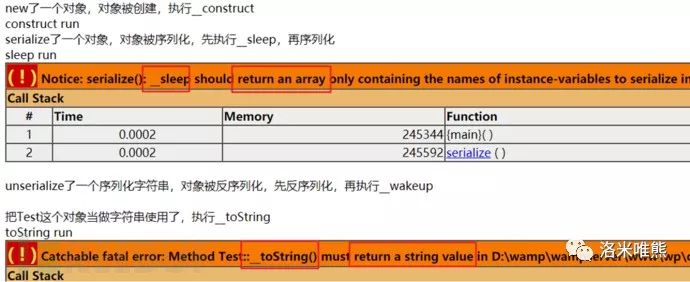 new了一个对象，对象被创建，执行__construct
construct run
serialize了一个对象，对象被序列化，先执行__sleep，再序列化
sleep run
(!) Notice: serialize(): __sleep should return an array only containing the names of instance-variables to serialize in
Call Stack
# Time Memory Function
1 0.0002 245344 {main}( )
2 0.0002 245592 serialize ( )
unserialize了一个序列化字符串，对象被反序列化，先反序列化，再执行__wakeup
把Test这个对象当做字符串使用了，执行__toString
toString run
(!) Catchable fatal error: Method Test::__toString() must return a string value in D:\wamp\
洛米唯熊
Call Stack